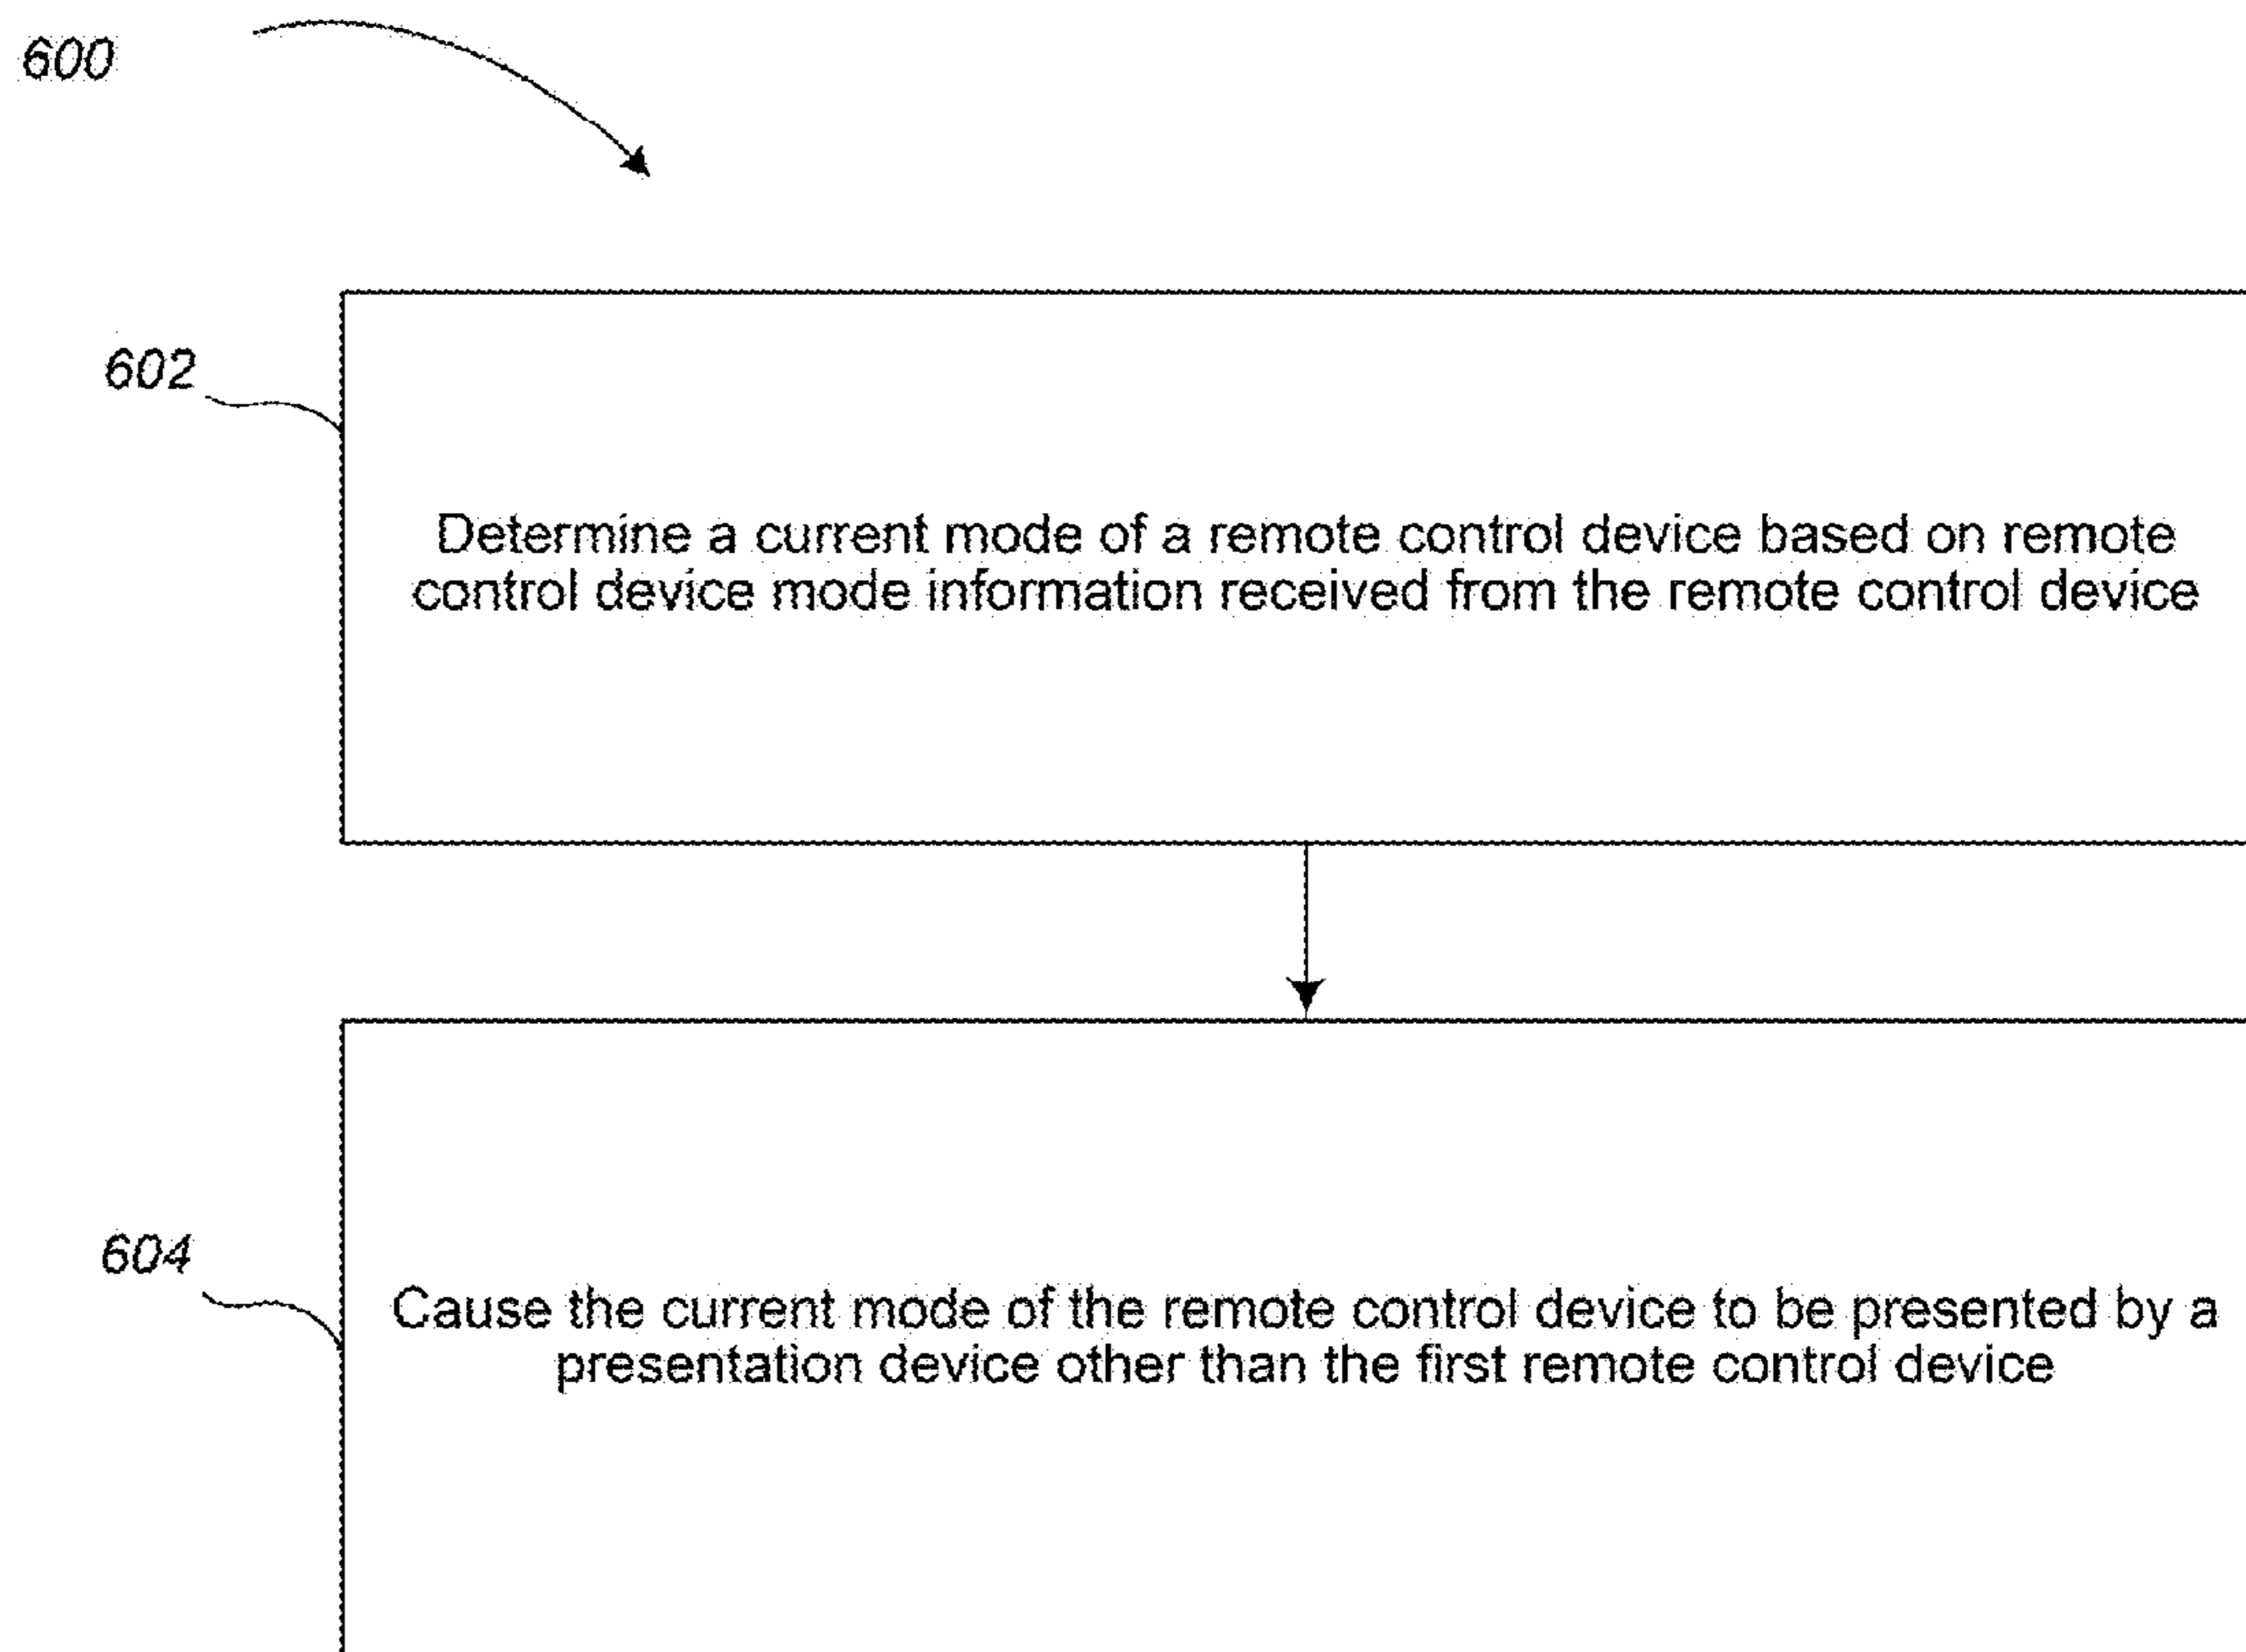 600
602
Determine a current mode of a remote control device based on remote
control device mode information received from the remote control device
604
Cause the current mode of the remote control device to be presented by a
presentation device other than the first remote control device